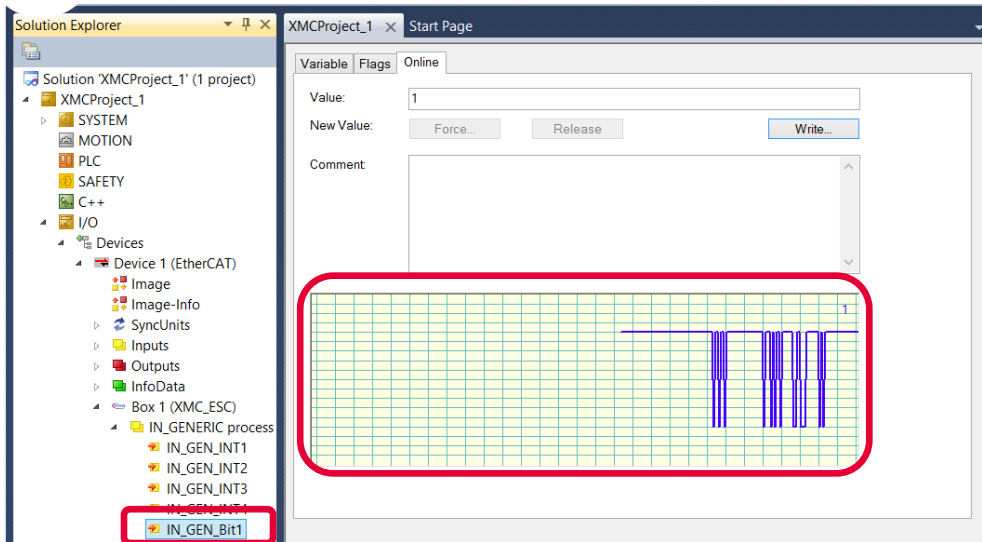 Solution Explorer
XMCProject_1
Start Page
Solution 'XMCProject_1' (1 project)
XMCProject_1
SYSTEM
MOTION
PLC
SAFETY
C++
I/O
Devices
Device 1 (EtherCAT)
Image
Image-Info
SyncUnits
Inputs
Outputs
InfoData
Box 1 (XMC_ESC)
IN_GENERIC process
IN_GEN_INT1
IN_GEN_INT2
IN_GEN_INT3
IN_GEN_INT4
IN_GEN_Bit1
Variable Flags Online
Value: 1
New Value: Force... Release Write...
Comment:
1